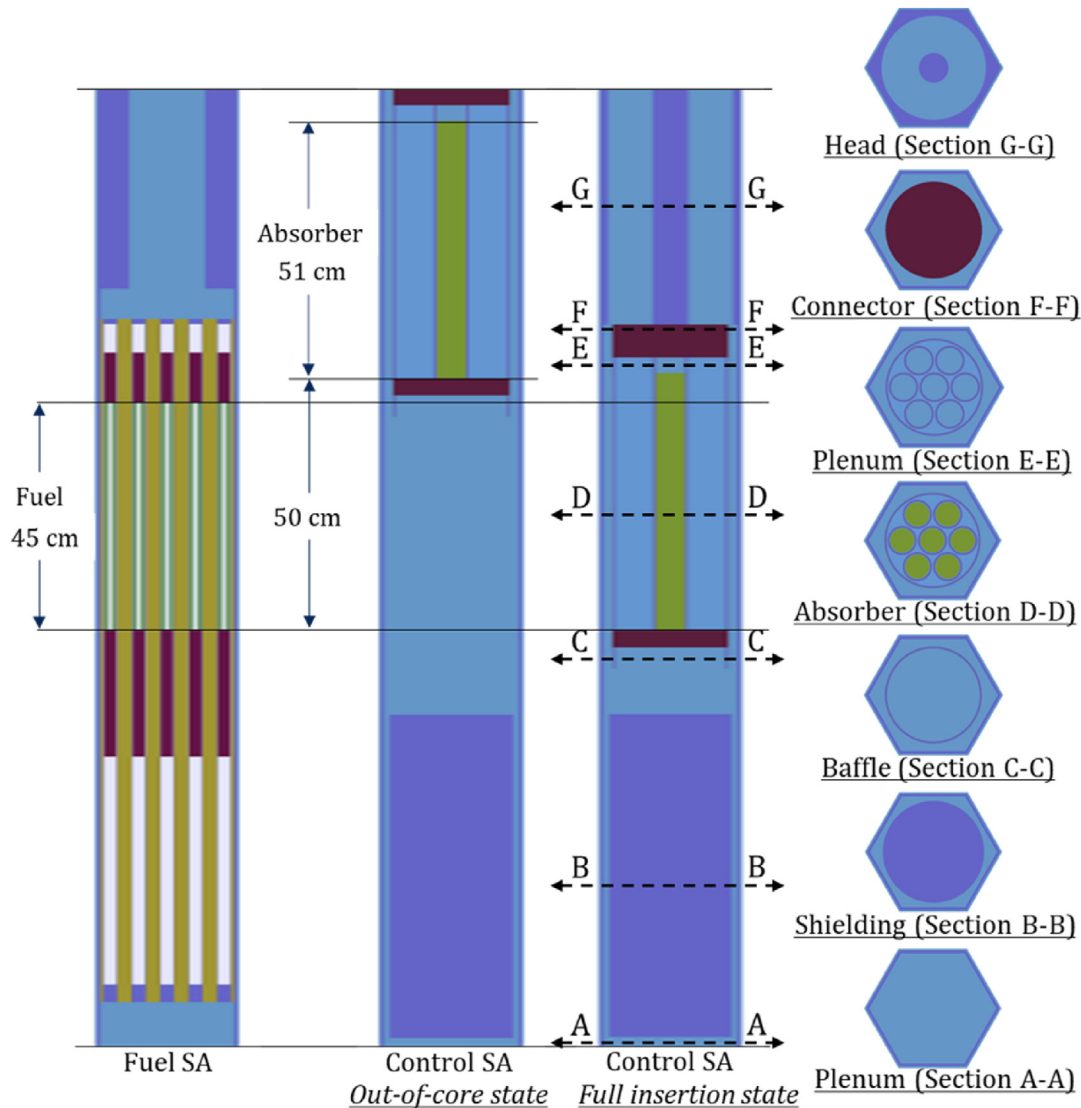 Absorber
51 cm
Fuel
45 cm
50 cm
G G
F F
E E
D D
C C
B B
A A
Fuel SA
Control SA
Out-of-core state
Control SA
Full insertion state
Head (Section G-G)
Connector (Section F-F)
Plenum (Section E-E)
Absorber (Section D-D)
Baffle (Section C-C)
Shielding (Section B-B)
Plenum (Section A-A)